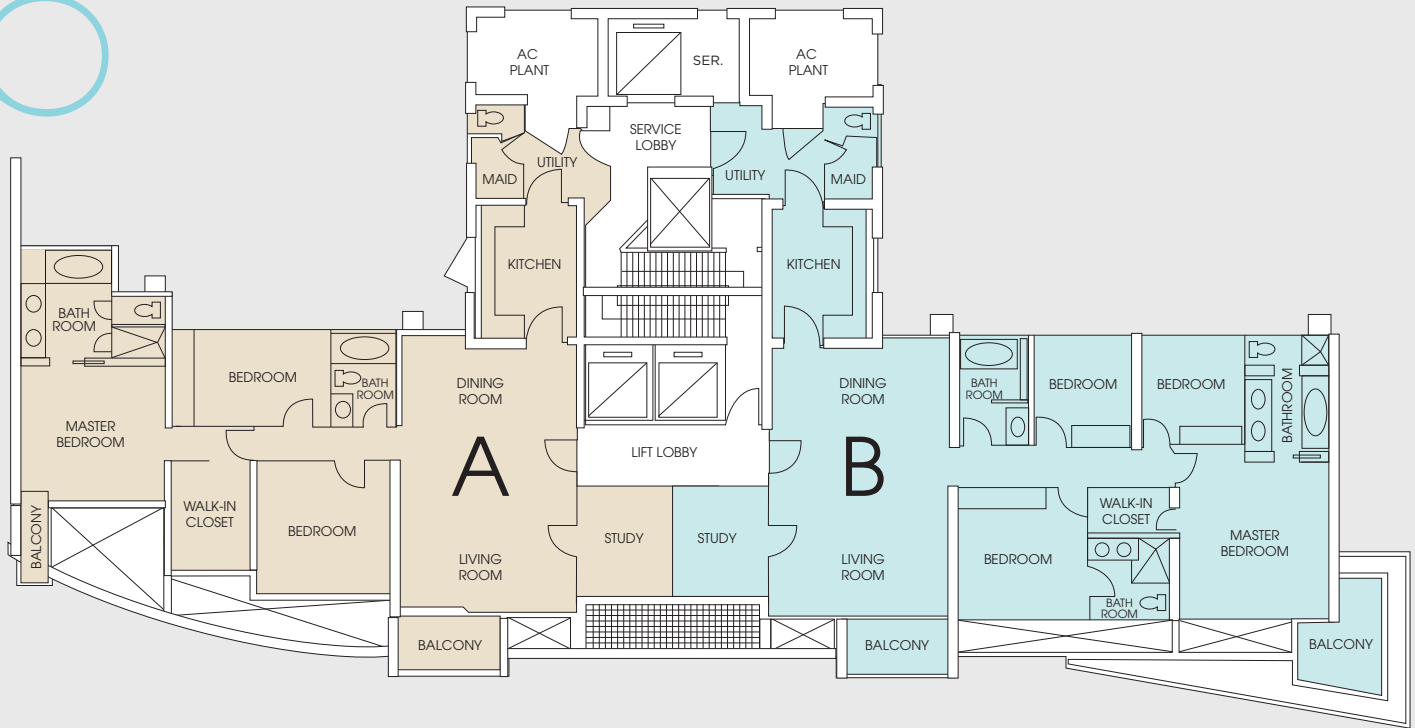 AC
PLANT
SER.
AC
PLANT
SERVICE
LOBBY
UTILITY
MAID
UTILITY
MAID
KITCHEN
KITCHEN
BATH
ROOM
BEDROOM
BATH
ROOM
DINING
ROOM
DINING
ROOM
BATH
ROOM
BEDROOM
BEDROOM
BATHROOM
MASTER
BEDROOM
A
LIFT LOBBY
B
WALK-IN
CLOSET
BEDROOM
BALCONY
STUDY
STUDY
LIVING
ROOM
LIVING
ROOM
WALK-IN
CLOSET
BEDROOM
MASTER
BEDROOM
BATH
ROOM
BALCONY
BALCONY
BALCONY